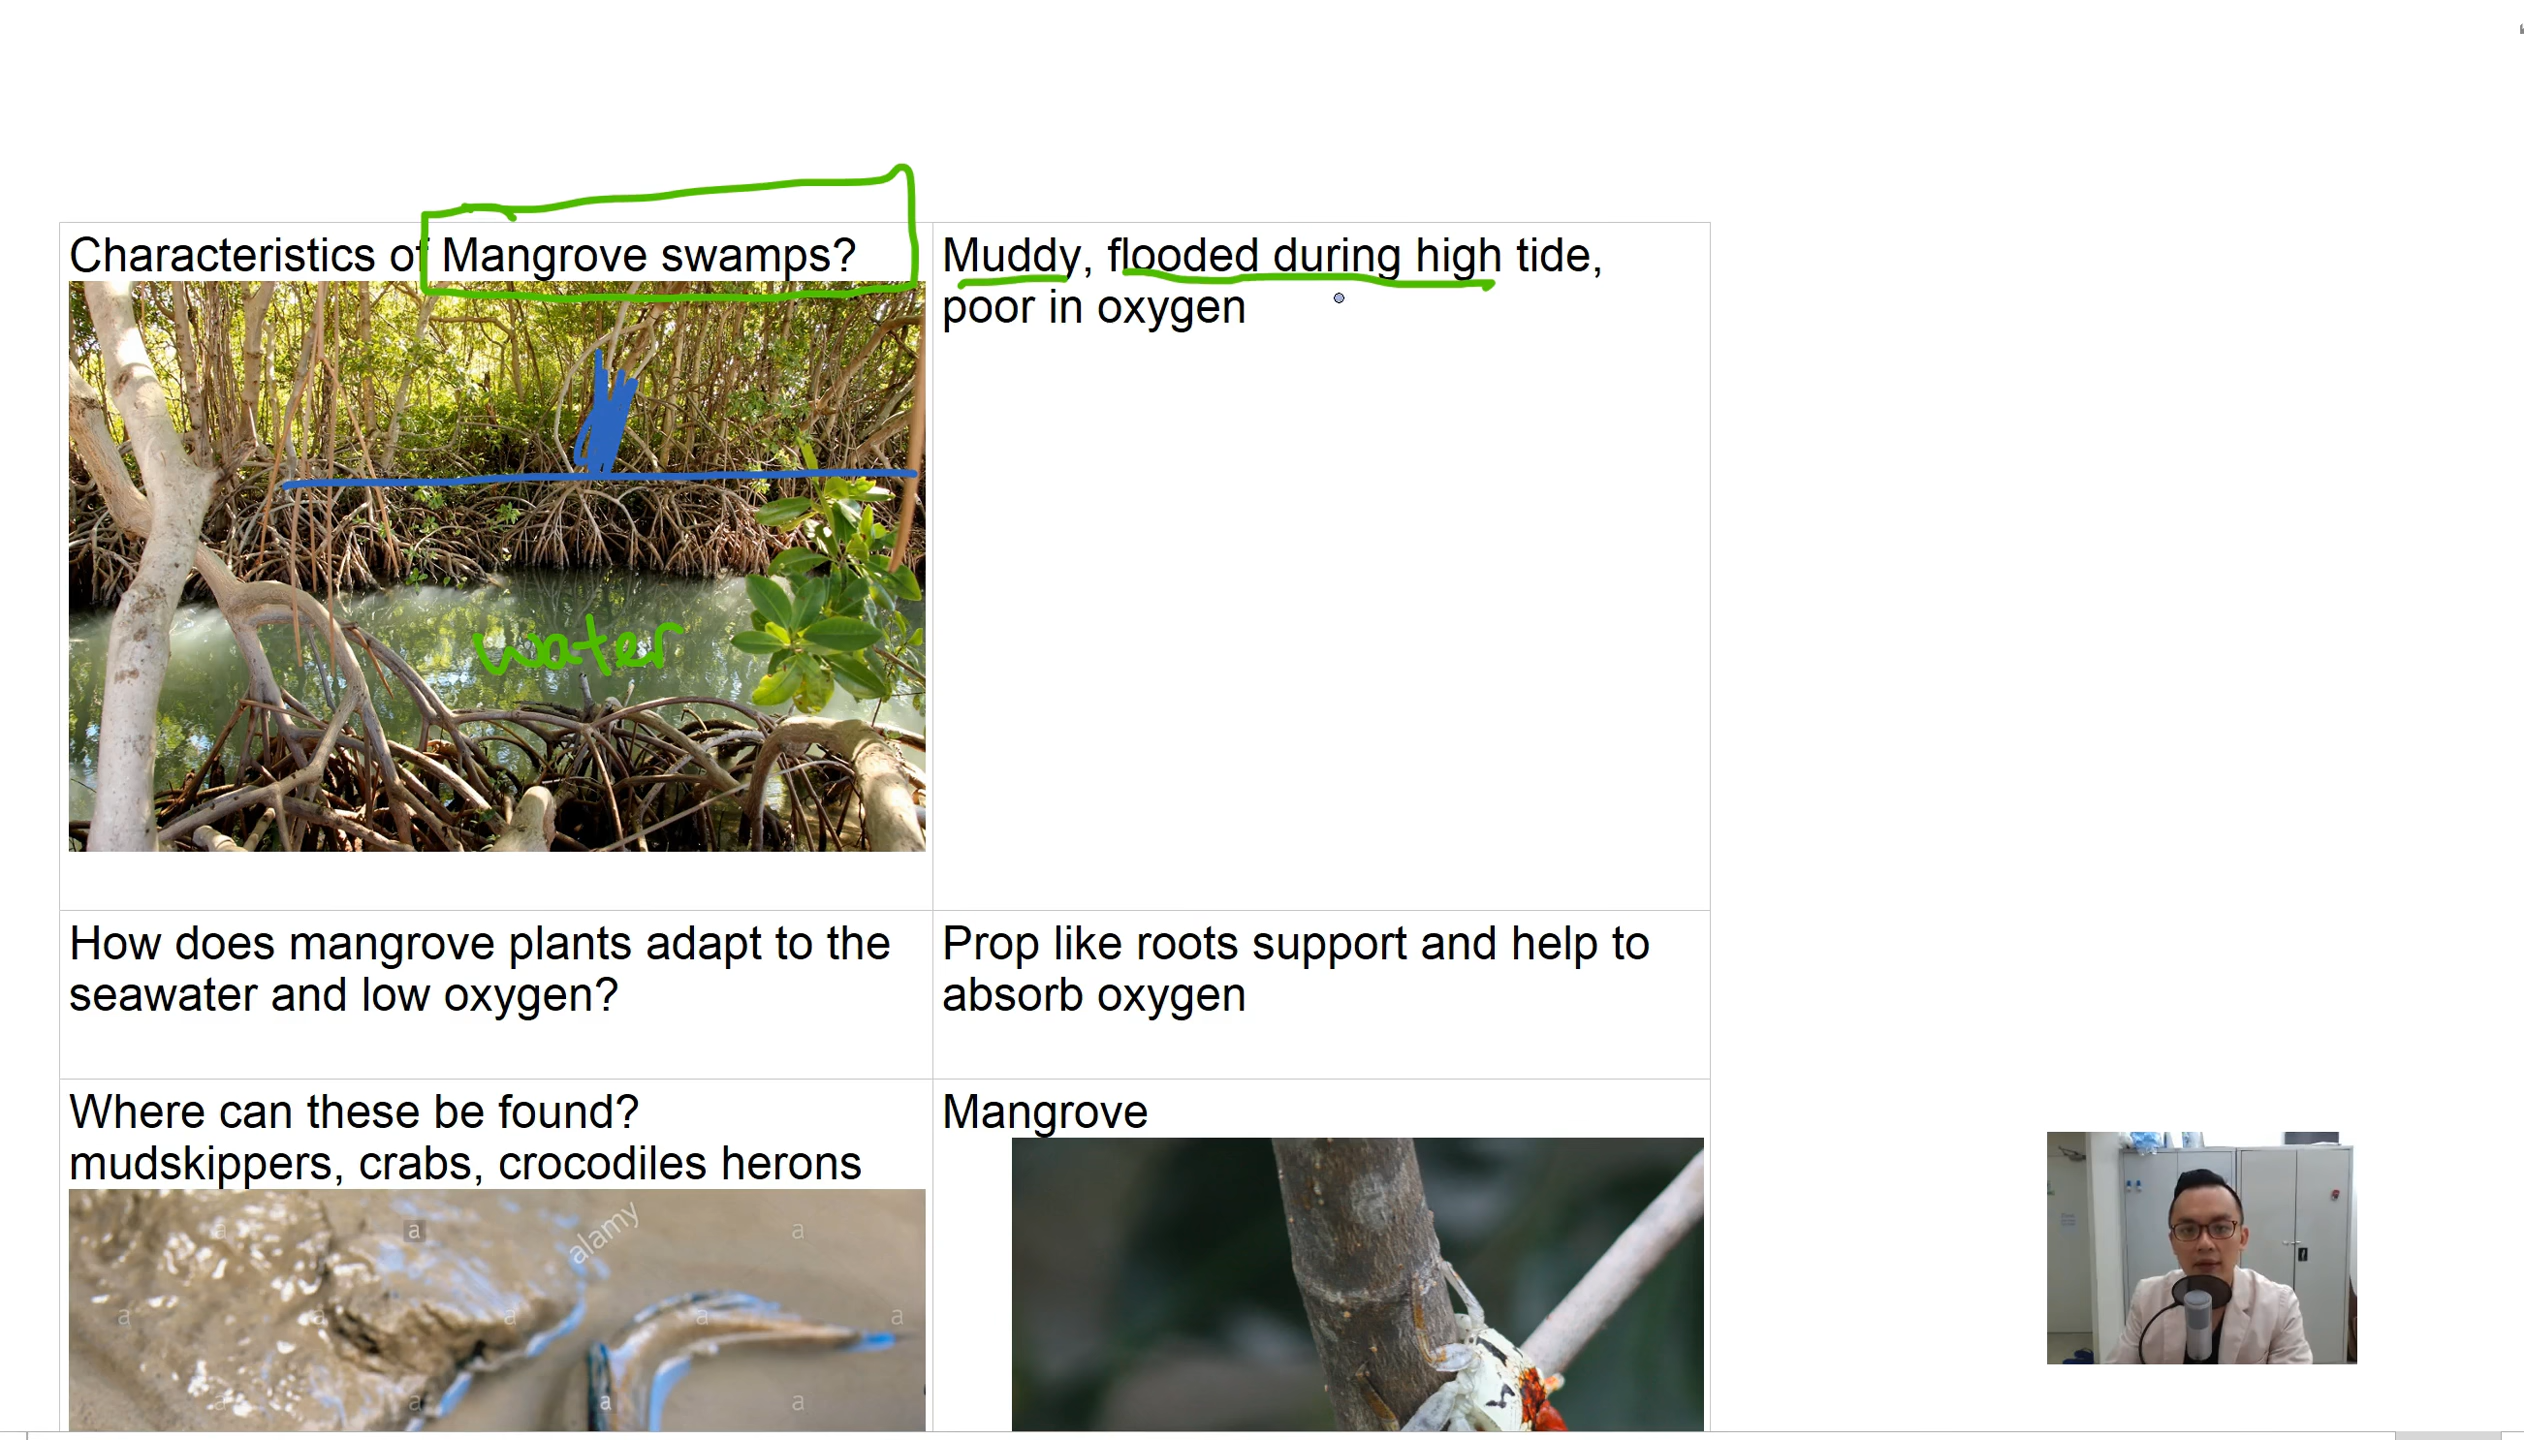 Characteristics of Mangrove swamps?
Muddy, flooded during high tide,
poor in oxygen
water
How does mangrove plants adapt to the
seawater and low oxygen?
Prop like roots support and help to
absorb oxygen
Where can these be found?
mudskippers, crabs, crocodiles herons
Mangrove
alamy
a
a
a
a
a
a
a
a
a
a
a
a